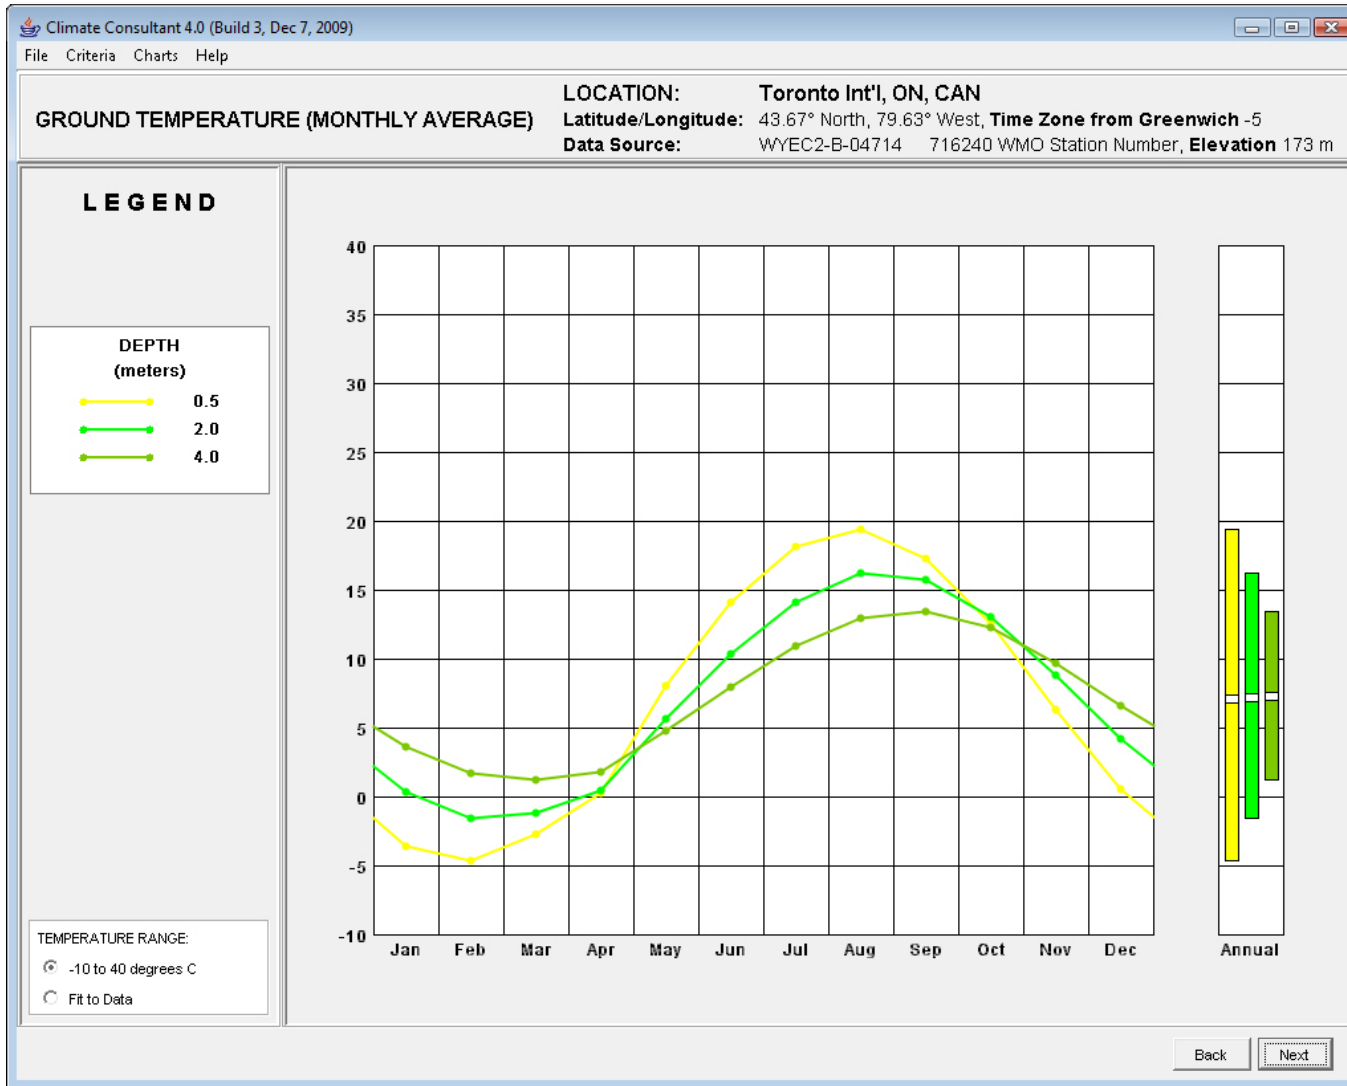 Climate Consultant 4.0 (Build 3, Dec 7, 2009)
File Criteria Charts Help
GROUND TEMPERATURE (MONTHLY AVERAGE)
LOCATION: Toronto Int'l, ON, CAN
Latitude/Longitude: 43.67° North, 79.63° West, Time Zone from Greenwich -5
Data Source: WYEC2-B-04714 716240 WMO Station Number, Elevation 173 m
LEGEND
DEPTH
(meters)
0.5
2.0
4.0
TEMPERATURE RANGE:
-10 to 40 degrees C
Fit to Data
40
35
30
25
20
15
10
5
0
-5
-10
Jan Feb Mar Apr May Jun Jul Aug Sep Oct Nov Dec
Annual
Back Next